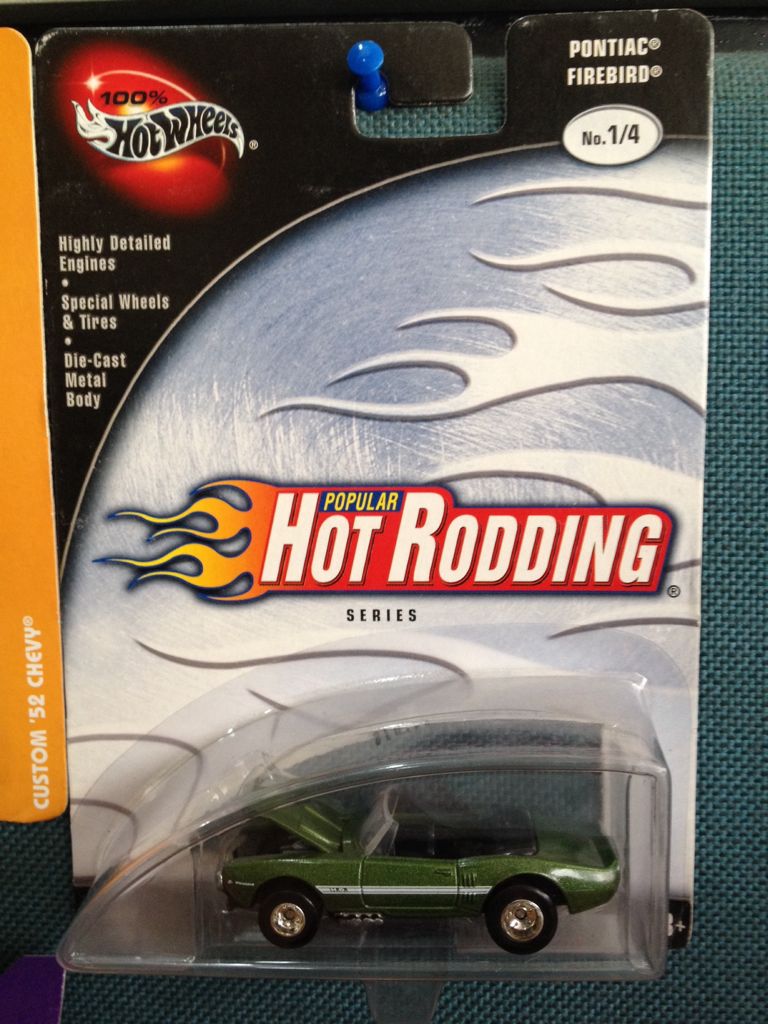 100%
Hot Wheels®
PONTIAC®
FIREBIRD®
No.1/4
Highly Detailed
Engines
•
Special Wheels
& Tires
•
Die-Cast
Metal
Body
POPULAR
HOT RODDING®
SERIES
CUSTOM '52 CHEVY®
3+